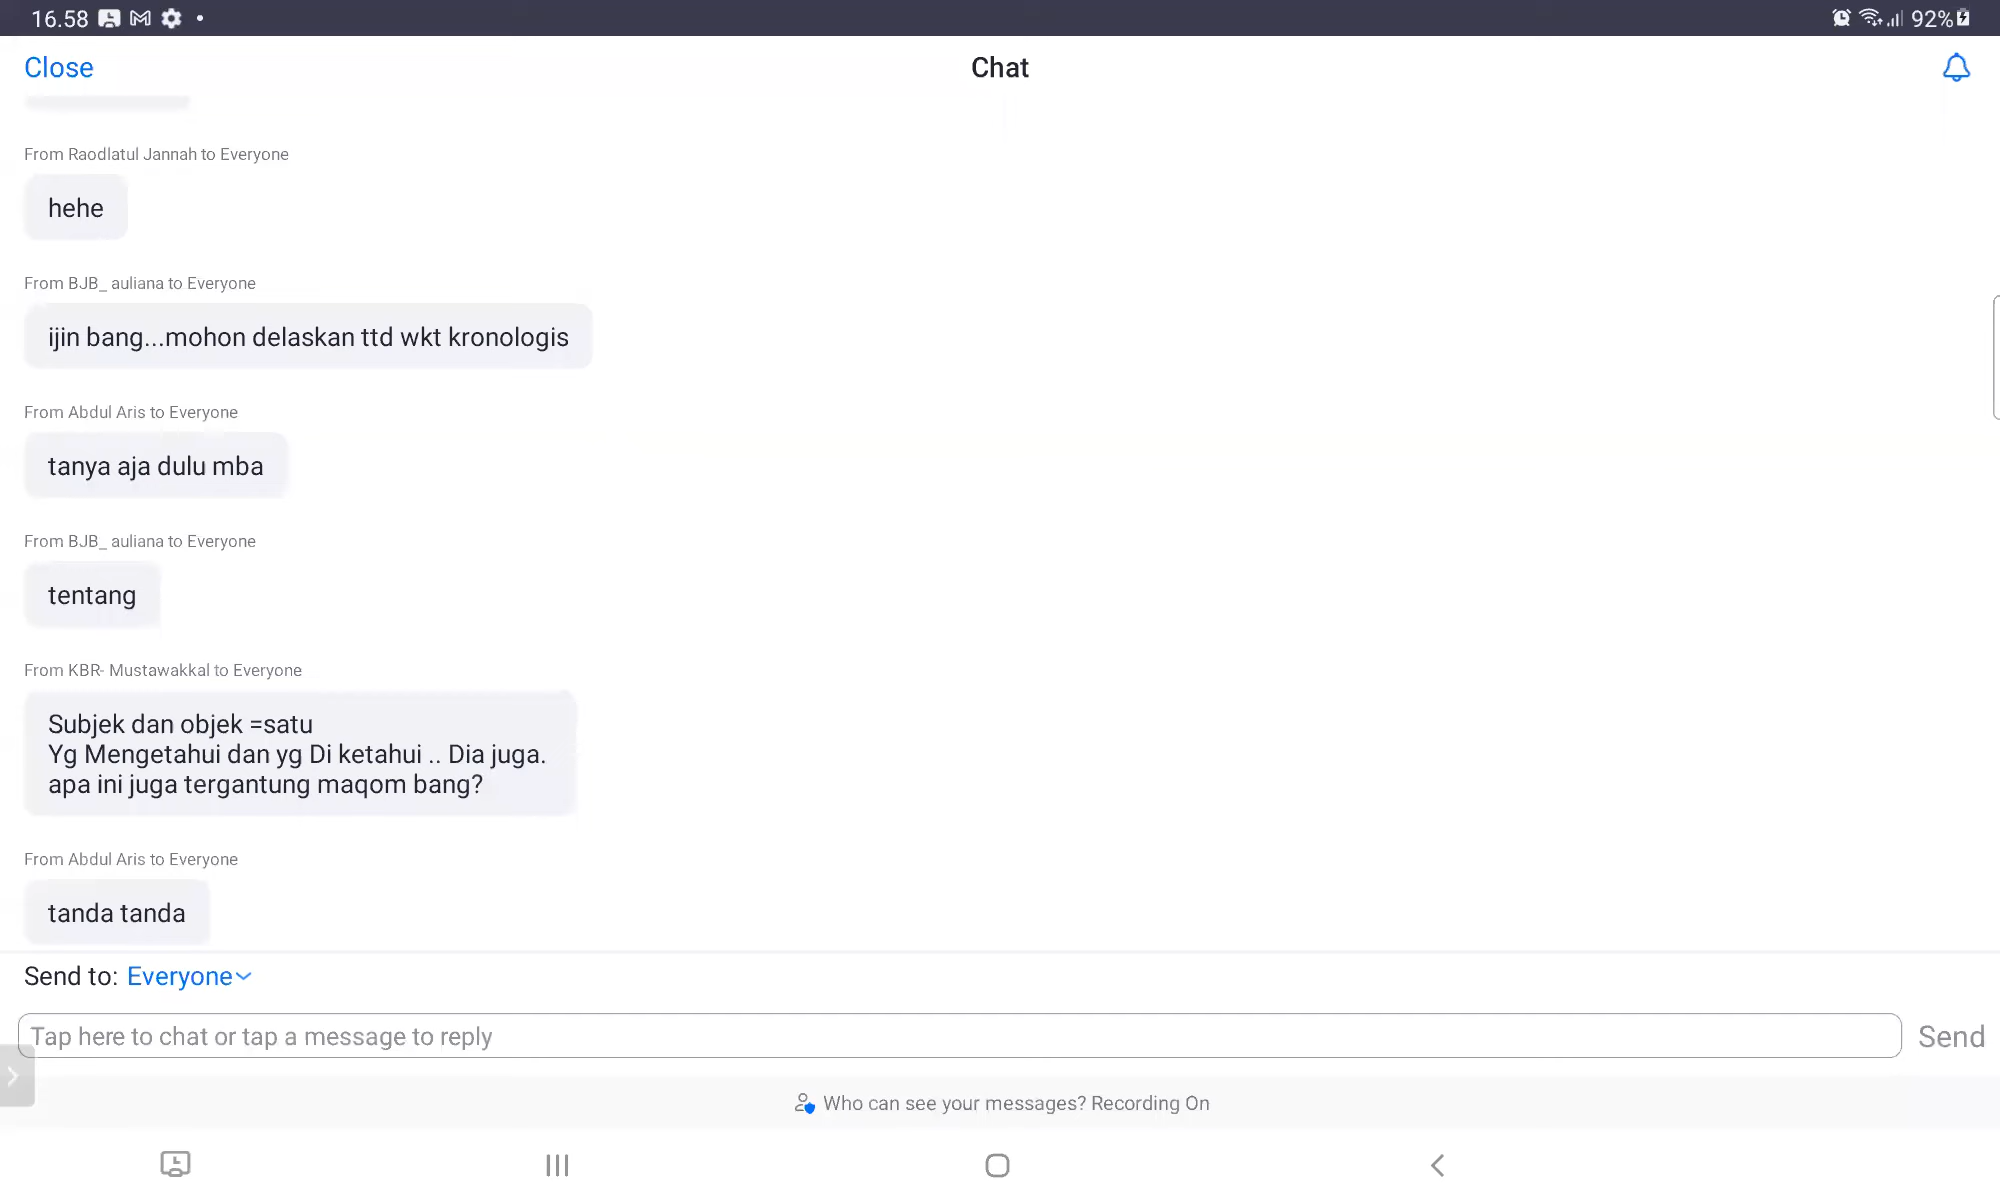 16.58
92%
Close
Chat
From Raodlatul Jannah to Everyone
hehe
From BJB_ auliana to Everyone
ijin bang...mohon delaskan ttd wkt kronologis
From Abdul Aris to Everyone
tanya aja dulu mba
From BJB_ auliana to Everyone
tentang
From KBR- Mustawakkal to Everyone
Subjek dan objek =satu
Yg Mengetahui dan yg Di ketahui .. Dia juga.
apa ini juga tergantung maqom bang?
From Abdul Aris to Everyone
tanda tanda
Send to: Everyone
Tap here to chat or tap a message to reply
Send
Who can see your messages? Recording On